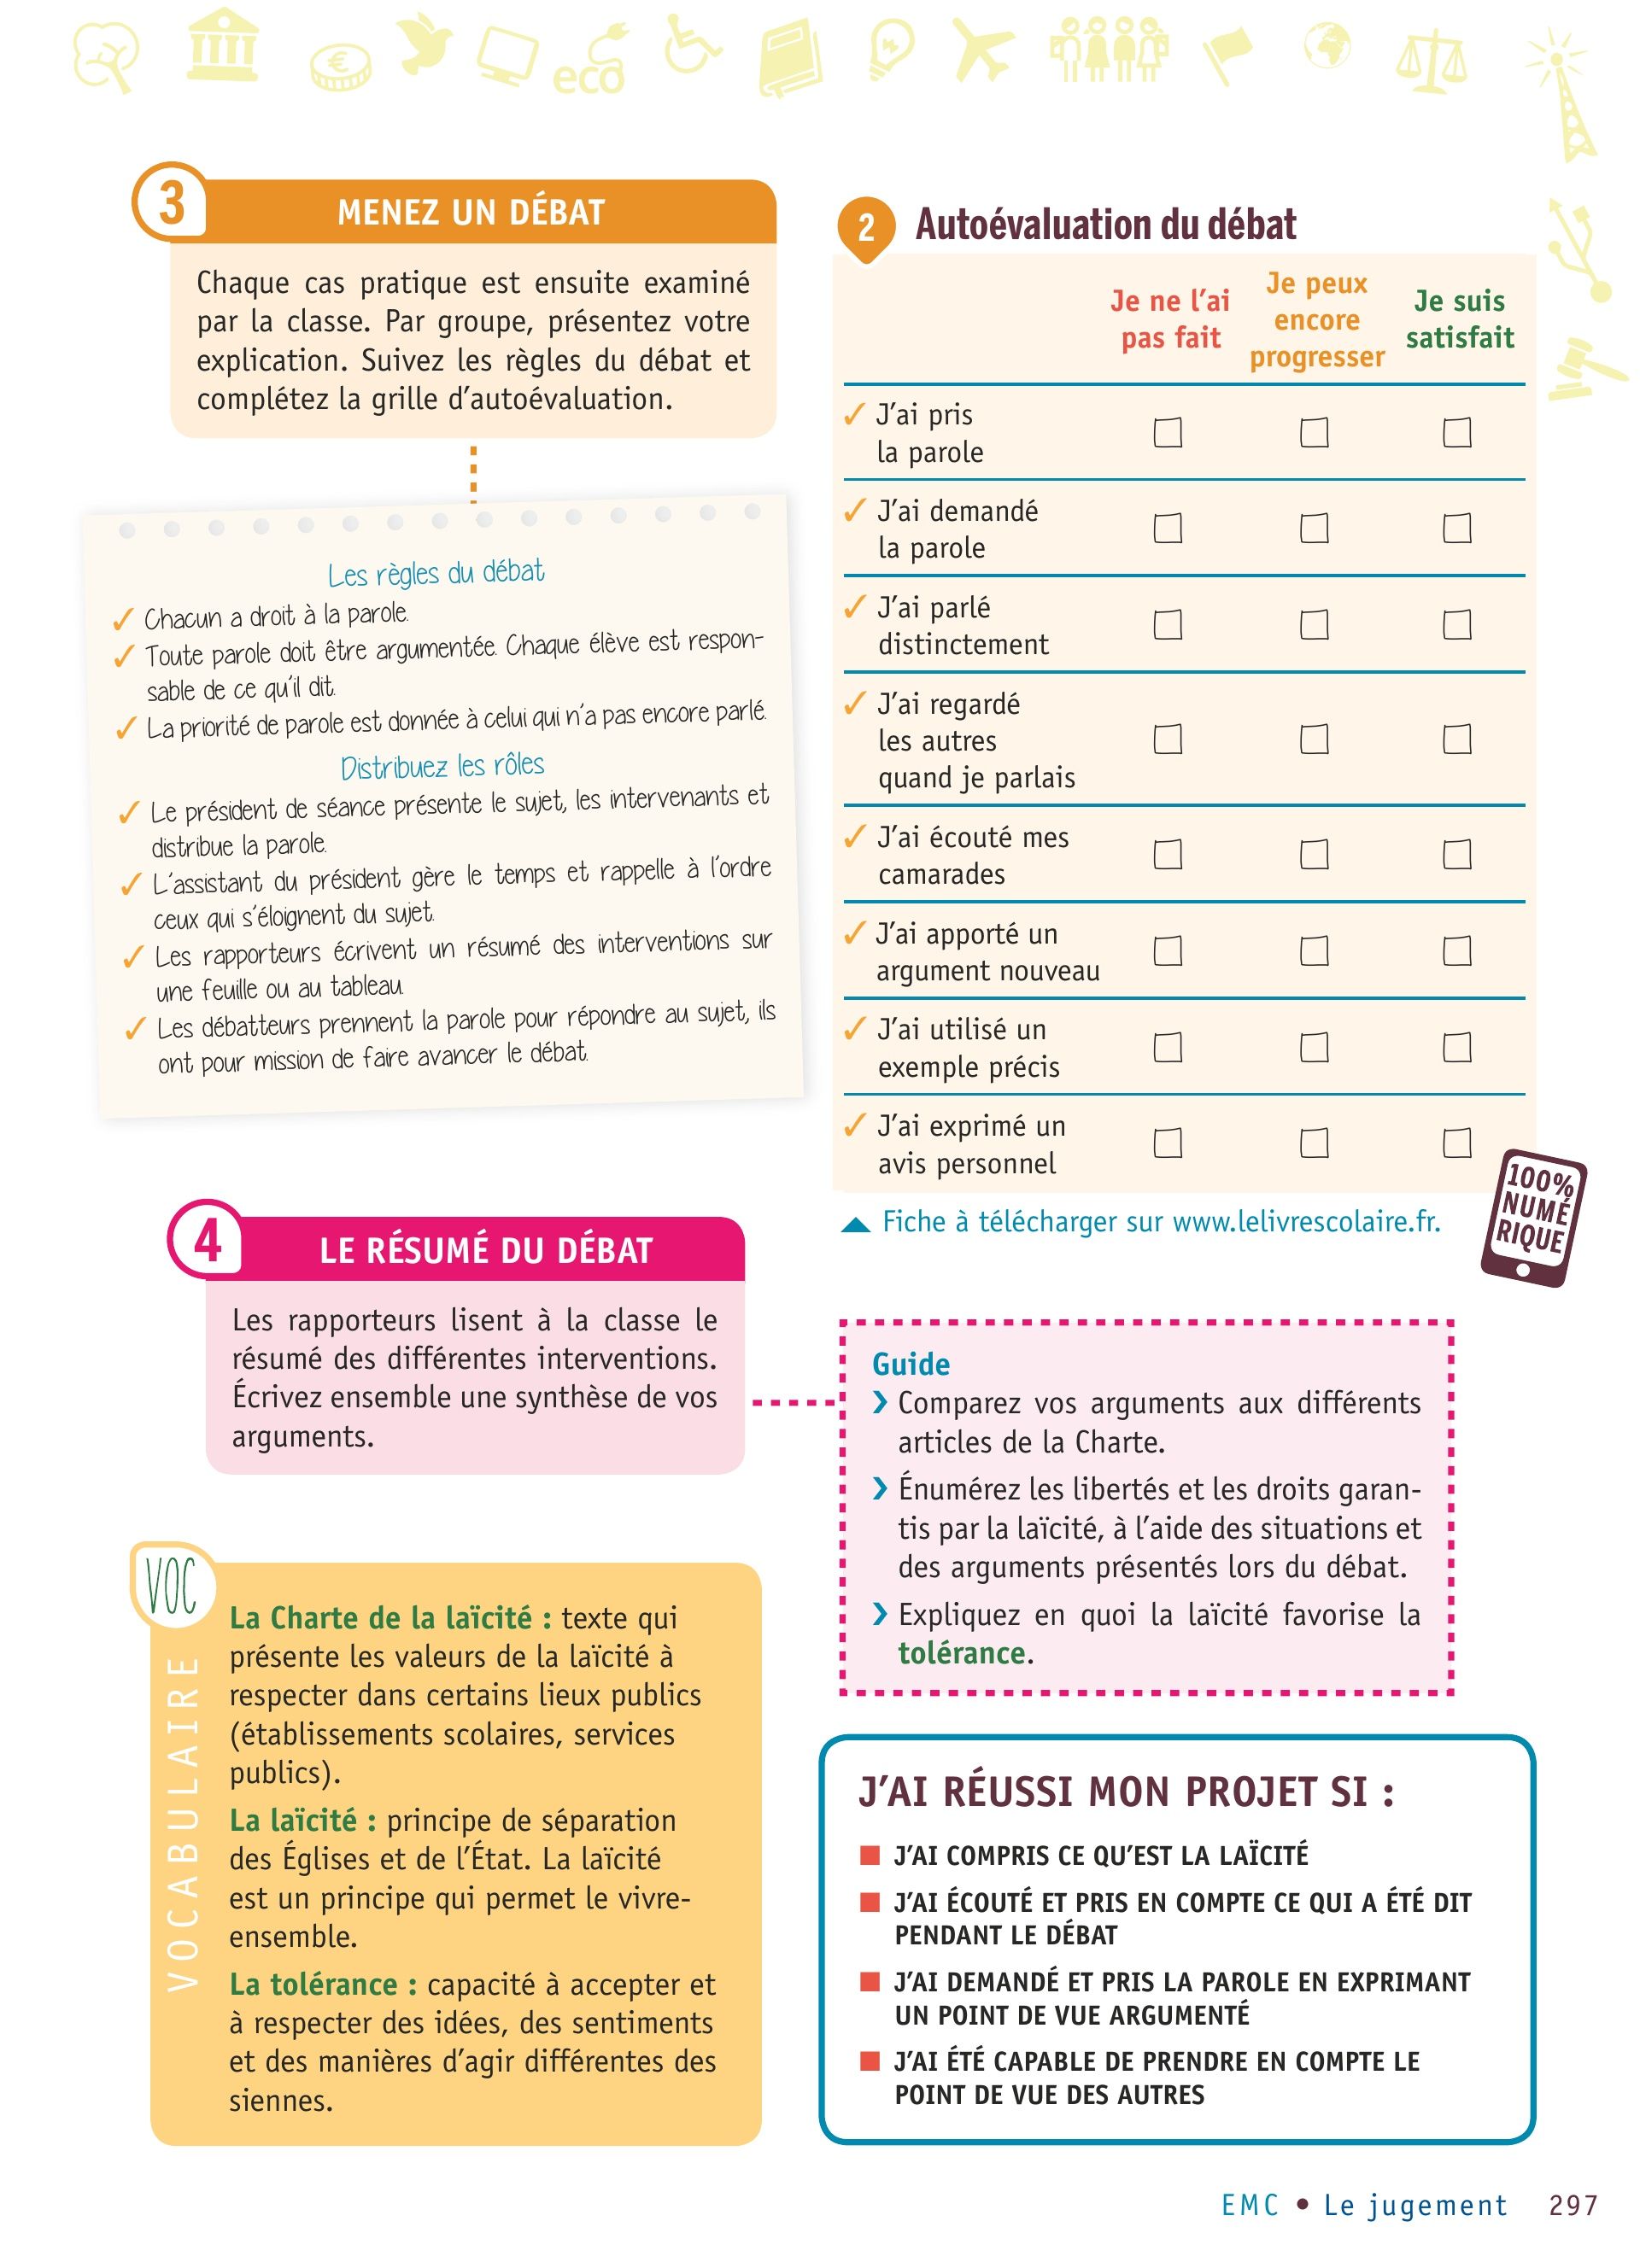 eco
€
3
MENEZ UN DÉBAT
Chaque cas pratique est ensuite examiné
par la classe. Par groupe, présentez votre
explication. Suivez les règles du débat et
complétez la grille d’autoévaluation.
Les règles du débat
✓ Chacun a droit à la parole.
✓ Toute parole doit être argumentée. Chaque élève est respon-
sable de ce qu’il dit.
✓ La priorité de parole est donnée à celui qui n’a pas encore parlé.
Distribuez les rôles
✓ Le président de séance présente le sujet, les intervenants et
distribue la parole.
✓ L’assistant du président gère le temps et rappelle à l’ordre
ceux qui s’éloignent du sujet.
✓ Les rapporteurs écrivent un résumé des interventions sur
une feuille ou au tableau.
✓ Les débatteurs prennent la parole pour répondre au sujet, ils
ont pour mission de faire avancer le débat.
2 Autoévaluation du débat
Je ne l’ai
pas fait
Je peux
encore
progresser
Je suis
satisfait
✓ J’ai pris
la parole
✓ J’ai demandé
la parole
✓ J’ai parlé
distinctement
✓ J’ai regardé
les autres
quand je parlais
✓ J’ai écouté mes
camarades
✓ J’ai apporté un
argument nouveau
✓ J’ai utilisé un
exemple précis
✓ J’ai exprimé un
avis personnel
Fiche à télécharger sur www.lelivrescolaire.fr.
100%
NUMÉ
RIQUE
4
LE RÉSUMÉ DU DÉBAT
Les rapporteurs lisent à la classe le
résumé des différentes interventions.
Écrivez ensemble une synthèse de vos
arguments.
Guide
› Comparez vos arguments aux différents
articles de la Charte.
› Énumérez les libertés et les droits garan-
tis par la laïcité, à l’aide des situations et
des arguments présentés lors du débat.
› Expliquez en quoi la laïcité favorise la
tolérance.
VOC
VOCABULAIRE
La Charte de la laïcité : texte qui
présente les valeurs de la laïcité à
respecter dans certains lieux publics
(établissements scolaires, services
publics).
La laïcité : principe de séparation
des Églises et de l’État. La laïcité
est un principe qui permet le vivre-
ensemble.
La tolérance : capacité à accepter et
à respecter des idées, des sentiments
et des manières d’agir différentes des
siennes.
J’AI RÉUSSI MON PROJET SI :
J’AI COMPRIS CE QU’EST LA LAÏCITÉ
J’AI ÉCOUTÉ ET PRIS EN COMPTE CE QUI A ÉTÉ DIT
PENDANT LE DÉBAT
J’AI DEMANDÉ ET PRIS LA PAROLE EN EXPRIMANT
UN POINT DE VUE ARGUMENTÉ
J’AI ÉTÉ CAPABLE DE PRENDRE EN COMPTE LE
POINT DE VUE DES AUTRES
EMC • Le jugement 297